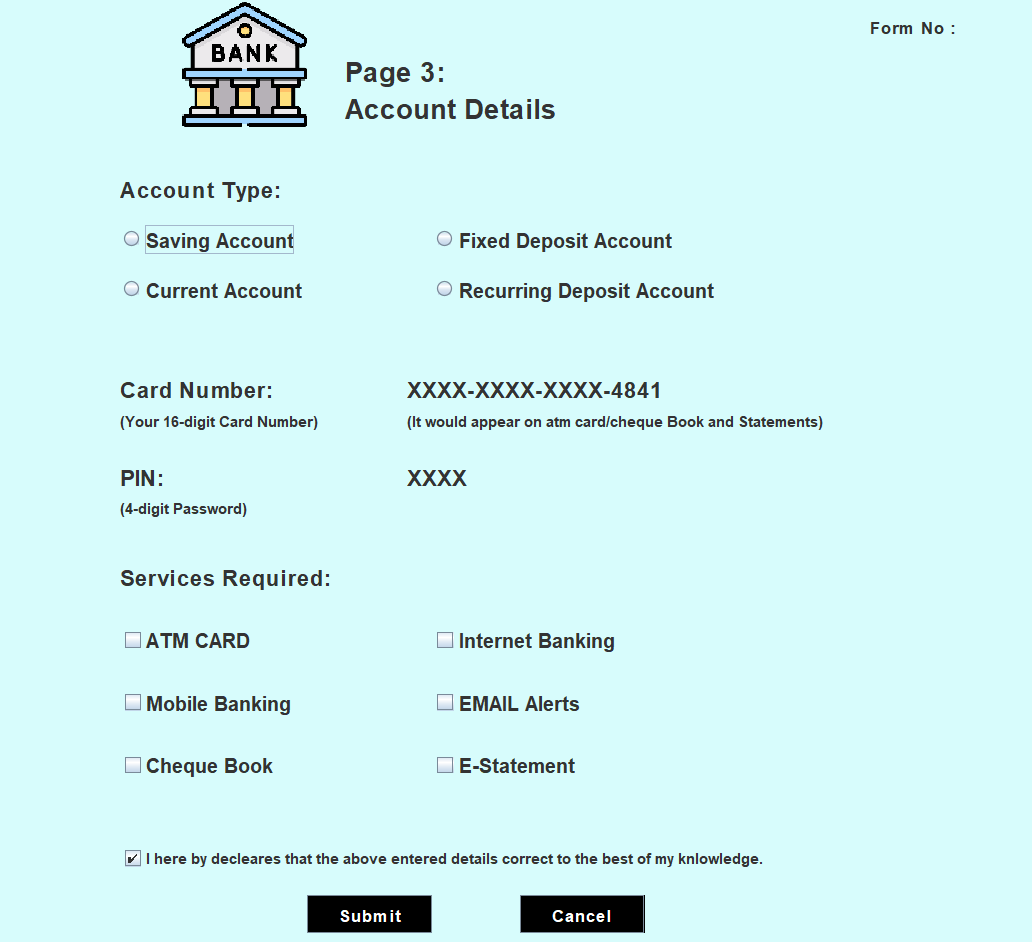 BANK
Form No :
Page 3:
Account Details
Account Type:
Saving Account
Fixed Deposit Account
Current Account
Recurring Deposit Account
Card Number:
XXXX-XXXX-XXXX-4841
(Your 16-digit Card Number)
(It would appear on atm card/cheque Book and Statements)
PIN:
XXXX
(4-digit Password)
Services Required:
ATM CARD
Internet Banking
Mobile Banking
EMAIL Alerts
Cheque Book
E-Statement
I here by decleares that the above entered details correct to the best of my knlowledge.
Submit
Cancel